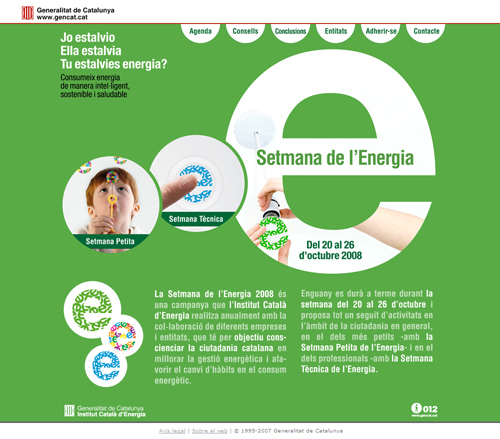 Generalitat de Catalunya
www.gencat.cat
Agenda
Consells
Conclusions
Entitats
Adherir-se
Contacte
Jo estalvio
Ella estalvia
Tu estalvies energia?
Consumeix energia
de manera intel·ligent,
sostenible i saludable
Setmana de l'Energia
Setmana Tècnica
Setmana Petita
Del 20 al 26
d'octubre 2008
La Setmana de l'Energia 2008 és
una campanya que l'Institut Català
d'Energia realitza anualment amb la
col·laboració de diferents empreses
i entitats, que té per objectiu cons-
cienciar la ciutadania catalana en
millorar la gestió energètica i afa-
vorir el canvi d'hàbits en el consum
energètic.
Enguany es durà a terme durant la
setmana del 20 al 26 d'octubre i
proposa tot un seguit d'activitats en
l'àmbit de la ciutadania en general,
en el dels més petits -amb la
Setmana Petita de l'Energia- i en el
dels professionals -amb la Setmana
Tècnica de l'Energia.
Generalitat de Catalunya
Institut Català d'Energia
012
www.gencat.cat
Avís legal | Sobre el web | © 1995-2007 Generalitat de Catalunya